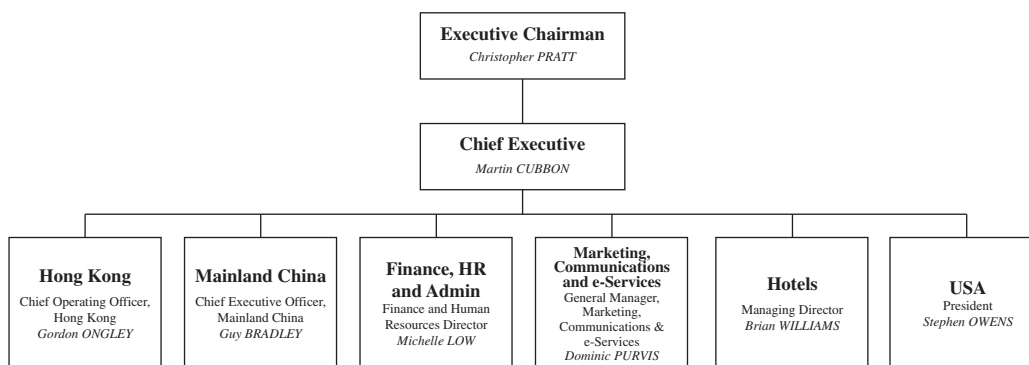 Executive Chairman
Christopher PRATT
Chief Executive
Martin CUBBON
Hong Kong
Chief Operating Officer,
Hong Kong
Gordon ONGLEY
Mainland China
Chief Executive Officer,
Mainland China
Guy BRADLEY
Finance, HR
and Admin
Finance and Human
Resources Director
Michelle LOW
Marketing,
Communications
and e-Services
General Manager,
Marketing,
Communications &
e-Services
Dominic PURVIS
Hotels
Managing Director
Brian WILLIAMS
USA
President
Stephen OWENS